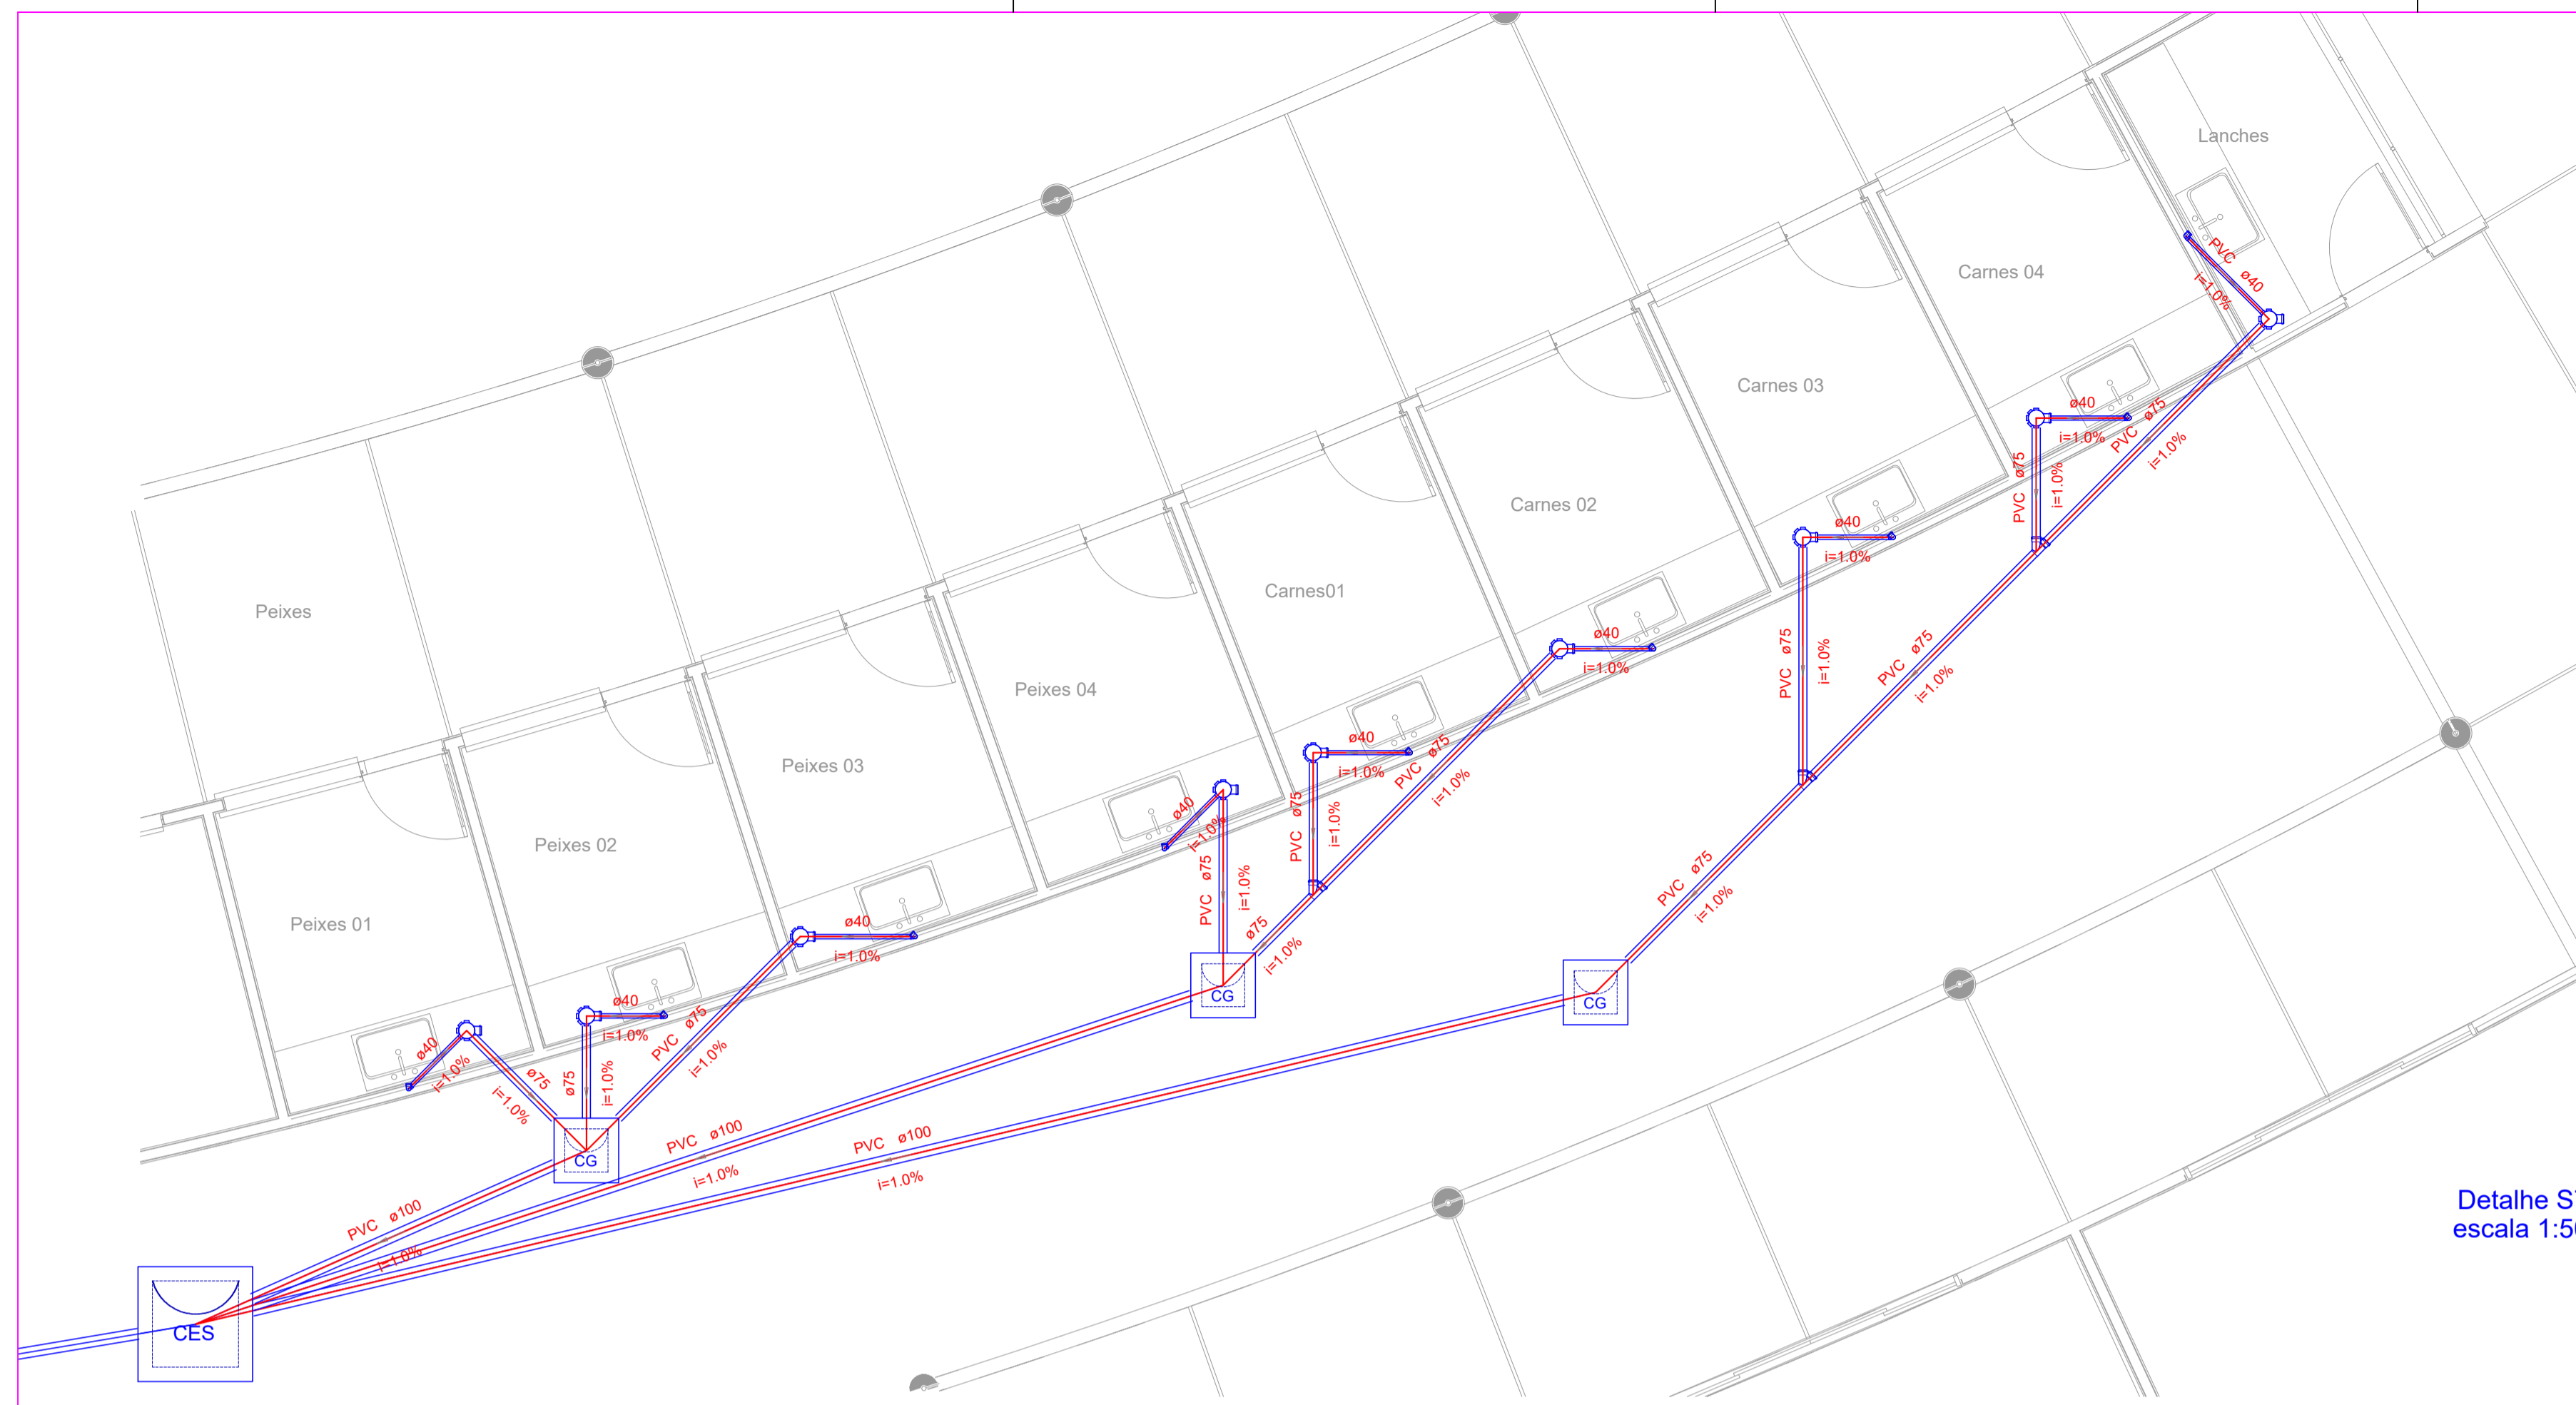 Lanches
PVC ø40
i=1.0%
Carnes 04
ø40
i=1.0%
PVC ø75
i=1.0%
PVC ø75
i=1.0%
Carnes 03
ø40
i=1.0%
PVC ø75
i=1.0%
PVC ø75
i=1.0%
PVC ø75
i=1.0%
CG
Carnes 02
ø40
i=1.0%
PVC ø75
i=1.0%
Carnes01
ø40
i=1.0%
PVC ø75
i=1.0%
ø75
i=1.0%
Peixes 04
ø40
i=1.0%
PVC ø75
i=1.0%
CG
Peixes 03
ø40
i=1.0%
PVC ø75
i=1.0%
Peixes
Peixes 02
ø40
i=1.0%
ø75
i=1.0%
Peixes 01
ø40
i=1.0%
ø75
i=1.0%
CG
PVC ø100
i=1.0%
PVC ø100
i=1.0%
PVC ø100
i=1.0%
CES
Detalhe
escala